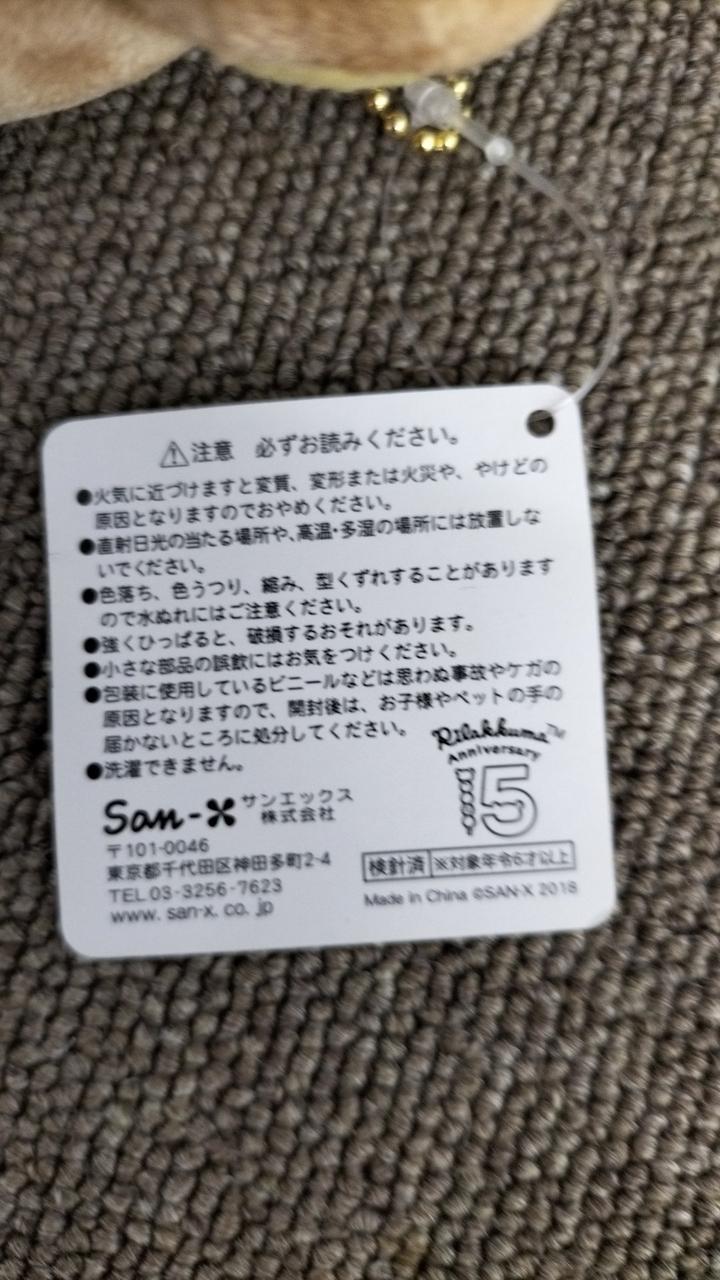 ⚠注意 必ずお読みください。
●火気に近づけますと変質、変形または火災や、やけどの
原因となりますのでおやめください。
●直射日光の当たる場所や、高温・多湿の場所には放置しな
いでください。
●色落ち、色うつり、縮み、型くずれすることがあります
ので水ぬれにはご注意ください。
●強くひっぱると、破損するおそれがあります。
●小さな部品の誤飲にはお気をつけください。
●包装に使用しているビニールなどは思わぬ事故やケガの
原因となりますので、開封後は、お子様やペットの手の
届かないところに処分してください。
●洗濯できません。
Rilakkuma™
Anniversary
15
San-X サンエックス
株式会社
〒101-0046
東京都千代田区神田多町2-4
TEL 03-3256-7623
www. san-x. co. jp
検針済 ※対象年令6才以上
Made in China ©SAN-X 2018